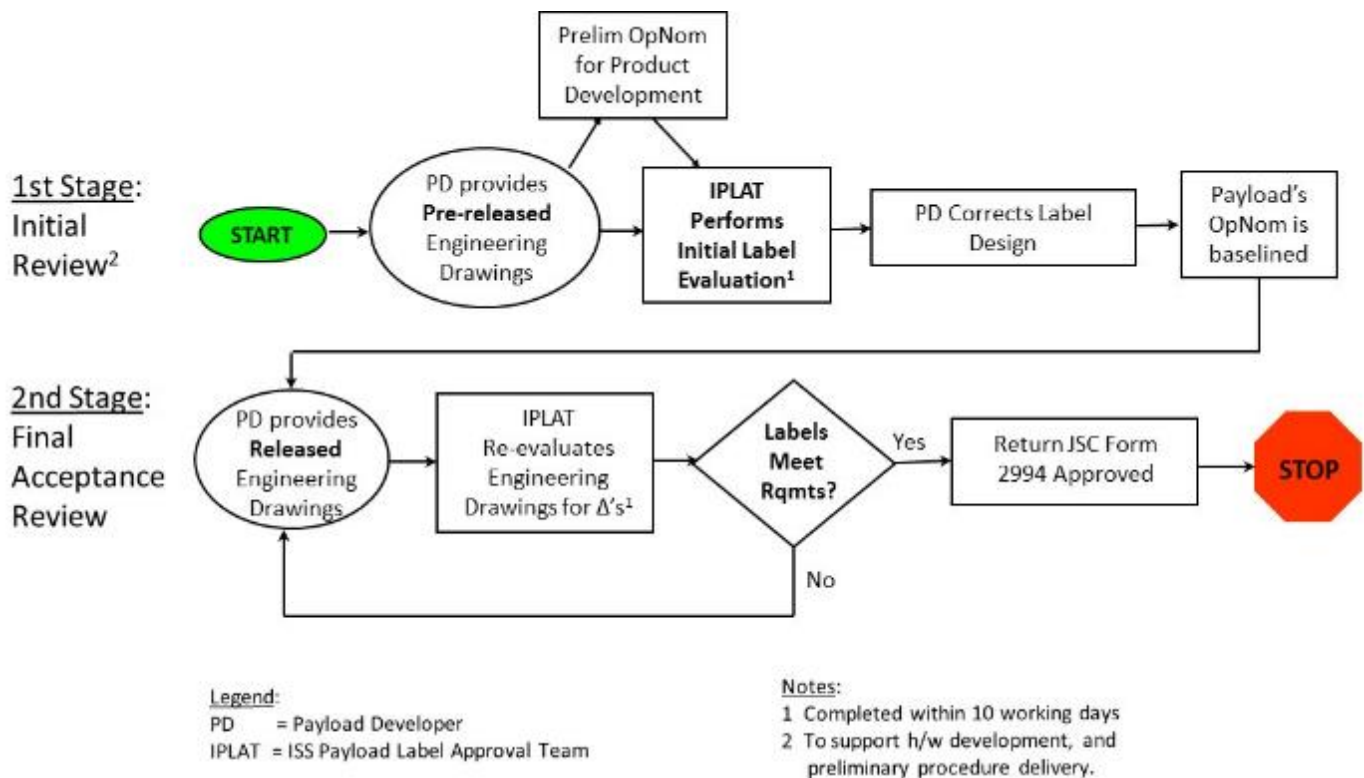 Prelim OpNom
for Product
Development
1st Stage:
Initial
Review²
START
PD provides
Pre-released
Engineering
Drawings
IPLAT
Performs
Initial Label
Evaluation¹
PD Corrects Label
Design
Payload's
OpNom is
baselined
2nd Stage:
Final
Acceptance
Review
PD provides
Released
Engineering
Drawings
IPLAT
Re-evaluates
Engineering
Drawings for Δ's¹
Labels
Meet
Rqmts?
Yes
No
Return JSC Form
2994 Approved
STOP
Legend:
PD = Payload Developer
IPLAT = ISS Payload Label Approval Team
Notes:
1 Completed within 10 working days
2 To support h/w development, and
preliminary procedure delivery.